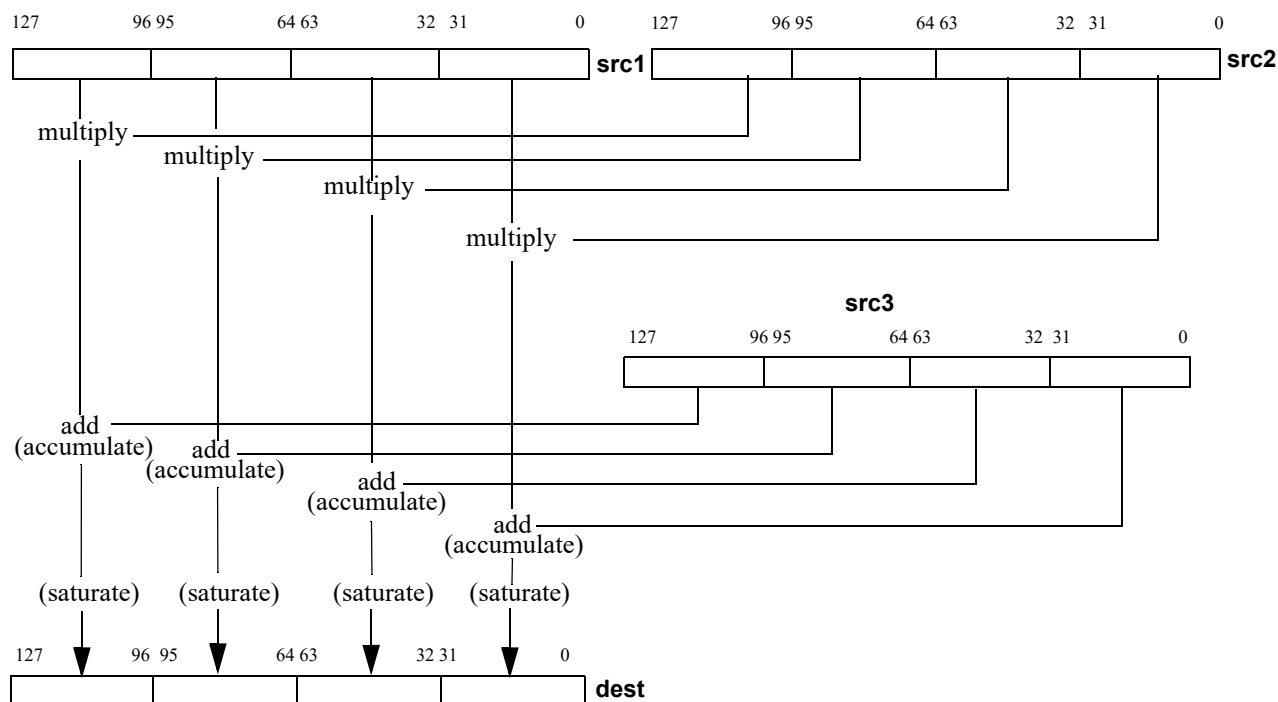 127 96 95 64 63 32 31 0 127 96 95 64 63 32 31 0
src1 src2
multiply
multiply
multiply
multiply
src3
127 96 95 64 63 32 31 0
add
(accumulate)
add
(accumulate)
add
(accumulate)
add
(accumulate)
(saturate) (saturate) (saturate) (saturate)
127 96 95 64 63 32 31 0
dest